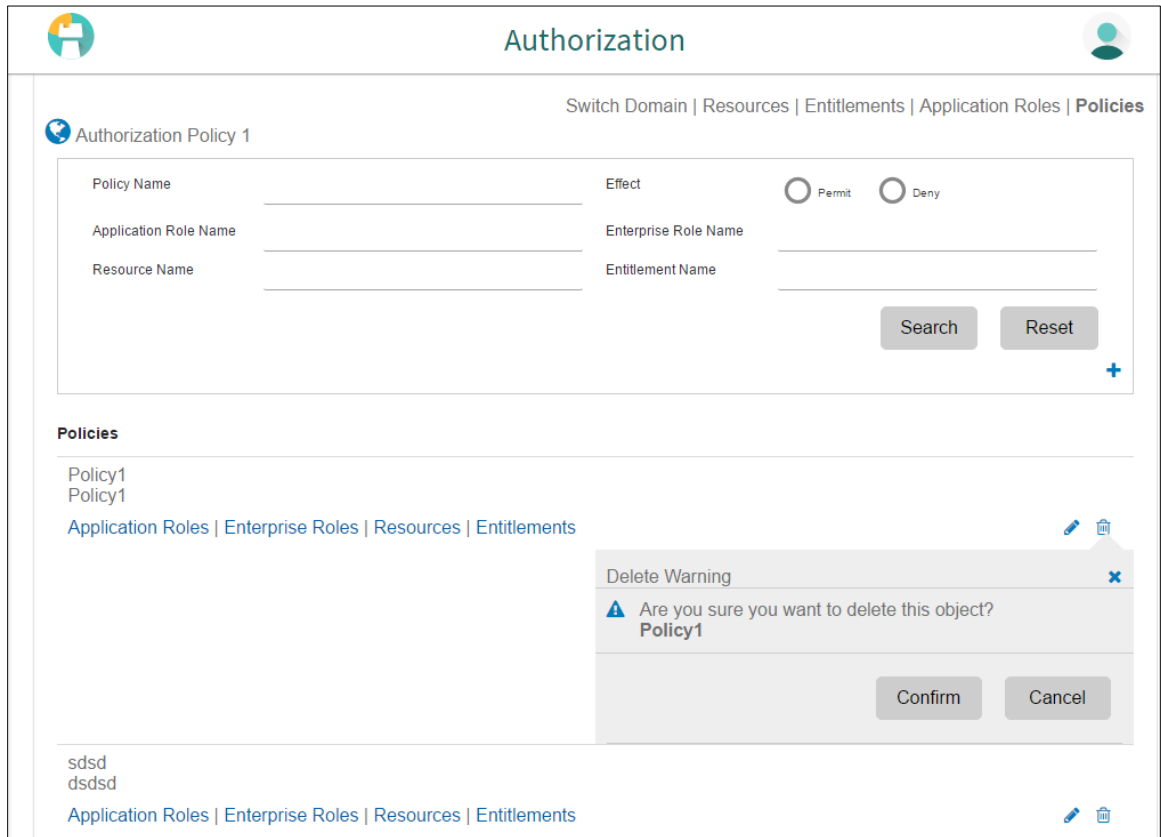 Authorization
Switch Domain | Resources | Entitlements | Application Roles | Policies
Authorization Policy 1
Policy Name
Effect
Permit
Deny
Application Role Name
Enterprise Role Name
Resource Name
Entitlement Name
Search
Reset
Policies
Policy1
Policy1
Application Roles | Enterprise Roles | Resources | Entitlements
Delete Warning
Are you sure you want to delete this object?
Policy1
Confirm
Cancel
sdsd
dsdsd
Application Roles | Enterprise Roles | Resources | Entitlements